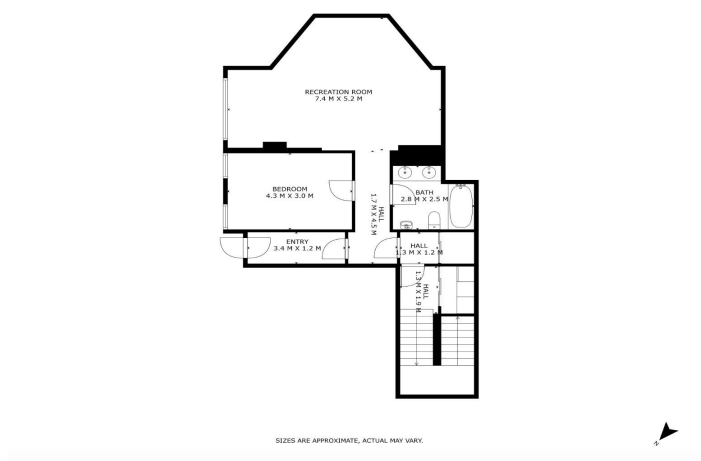 RECREATION ROOM
7.4 M X 5.2 M
BEDROOM
4.3 M X 3.0 M
BATH
2.8 M X 2.5 M
HALL
1.7 M X 4.5 M
ENTRY
3.4 M X 1.2 M
HALL
1.3 M X 1.2 M
HALL
1.3 M X 1.9 M
SIZES ARE APPROXIMATE, ACTUAL MAY VARY.
N